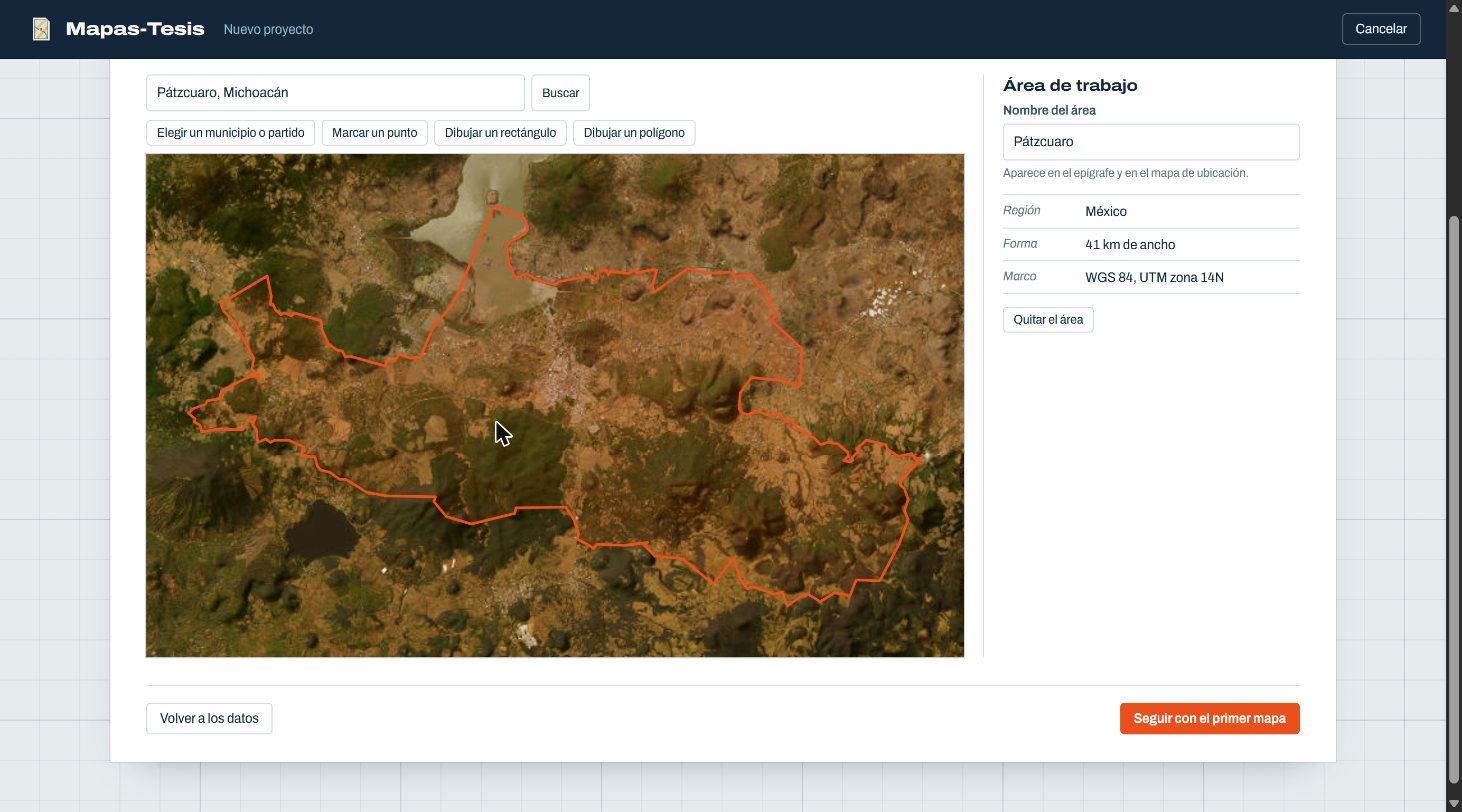 Mapas-Tesis
Nuevo proyecto
Cancelar
Pátzcuaro, Michoacán
Buscar
Elegir un municipio o partido
Marcar un punto
Dibujar un rectángulo
Dibujar un polígono
Área de trabajo
Nombre del área
Pátzcuaro
Aparece en el epígrafe y en el mapa de ubicación.
Región México
Forma 41 km de ancho
Marco WGS 84, UTM zona 14N
Quitar el área
Volver a los datos
Seguir con el primer mapa